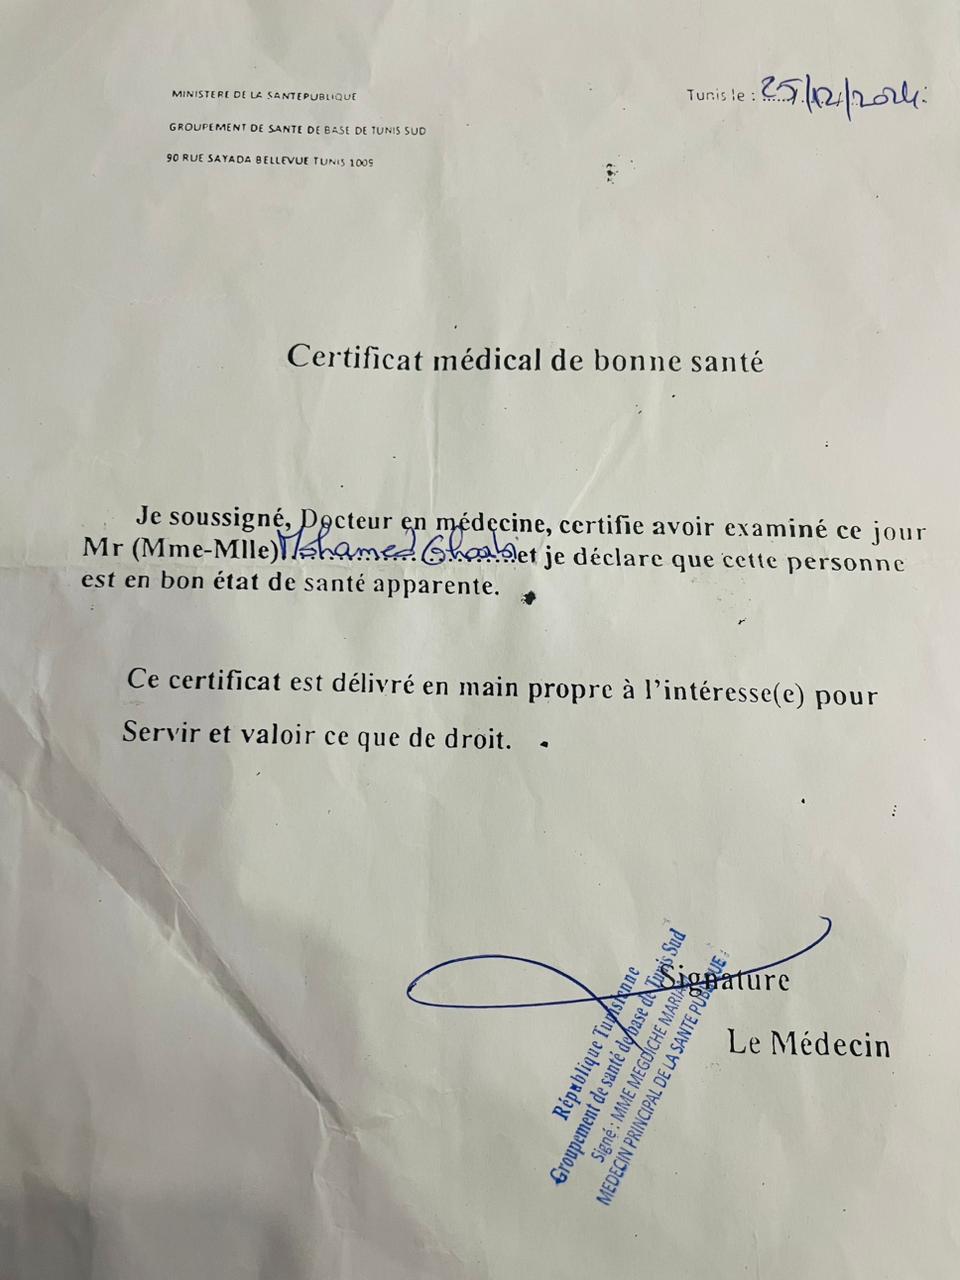 MINISTERE DE LA SANTEPUBLIQUE
Tunis le : 25/12/2024
GROUPEMENT DE SANTE DE BASE DE TUNIS SUD
90 RUE SAYADA BELLEVUE TUNIS 1009
Certificat médical de bonne santé
Je soussigné, Docteur en médecine, certifie avoir examiné ce jour
Mr (Mme-Mlle) Mohamed et je déclare que cette personne
est en bon état de santé apparente.
Ce certificat est délivré en main propre à l'intéresse(e) pour
Servir et valoir ce que de droit.
Signature
Le Médecin
République Tunisienne
Groupement de santé de base de Tunis Sud
Signé : MME MEGDICHE MARIAM
MEDECIN PRINCIPAL DE LA SANTE PUBLIQUE